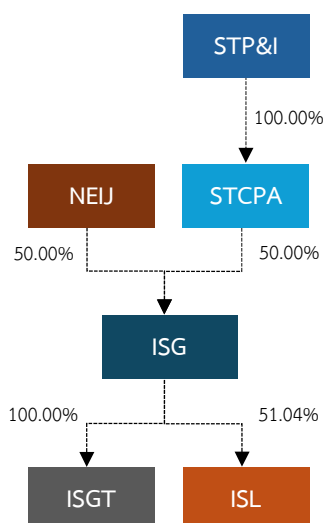 STP&I
100.00%
NEIJ
STCPA
50.00%
50.00%
ISG
100.00%
51.04%
ISGT
ISL